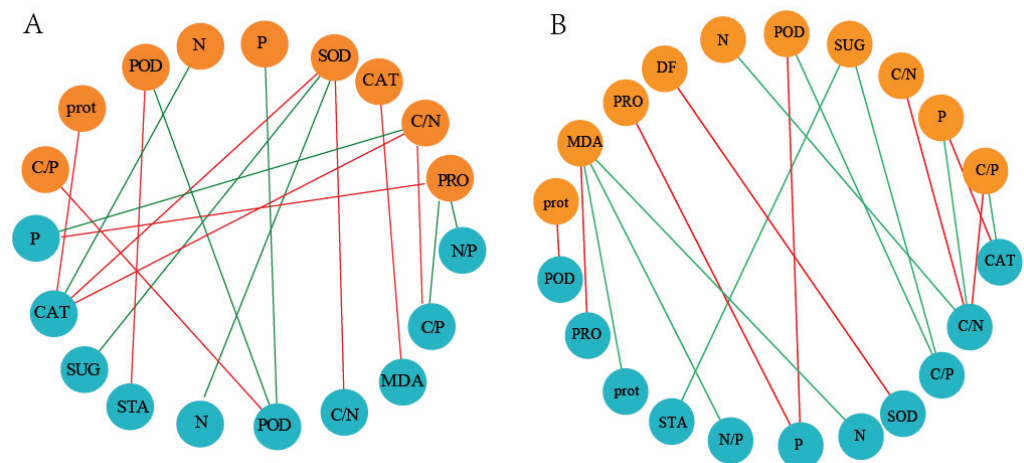 A
N
P
SOD
POD
CAT
prot
C/N
C/P
PRO
P
N/P
CAT
C/P
SUG
MDA
STA
N
POD
C/N
B
N
POD
SUG
DF
C/N
PRO
P
MDA
C/P
prot
CAT
POD
C/N
PRO
C/P
prot
SOD
STA
N/P
P
N